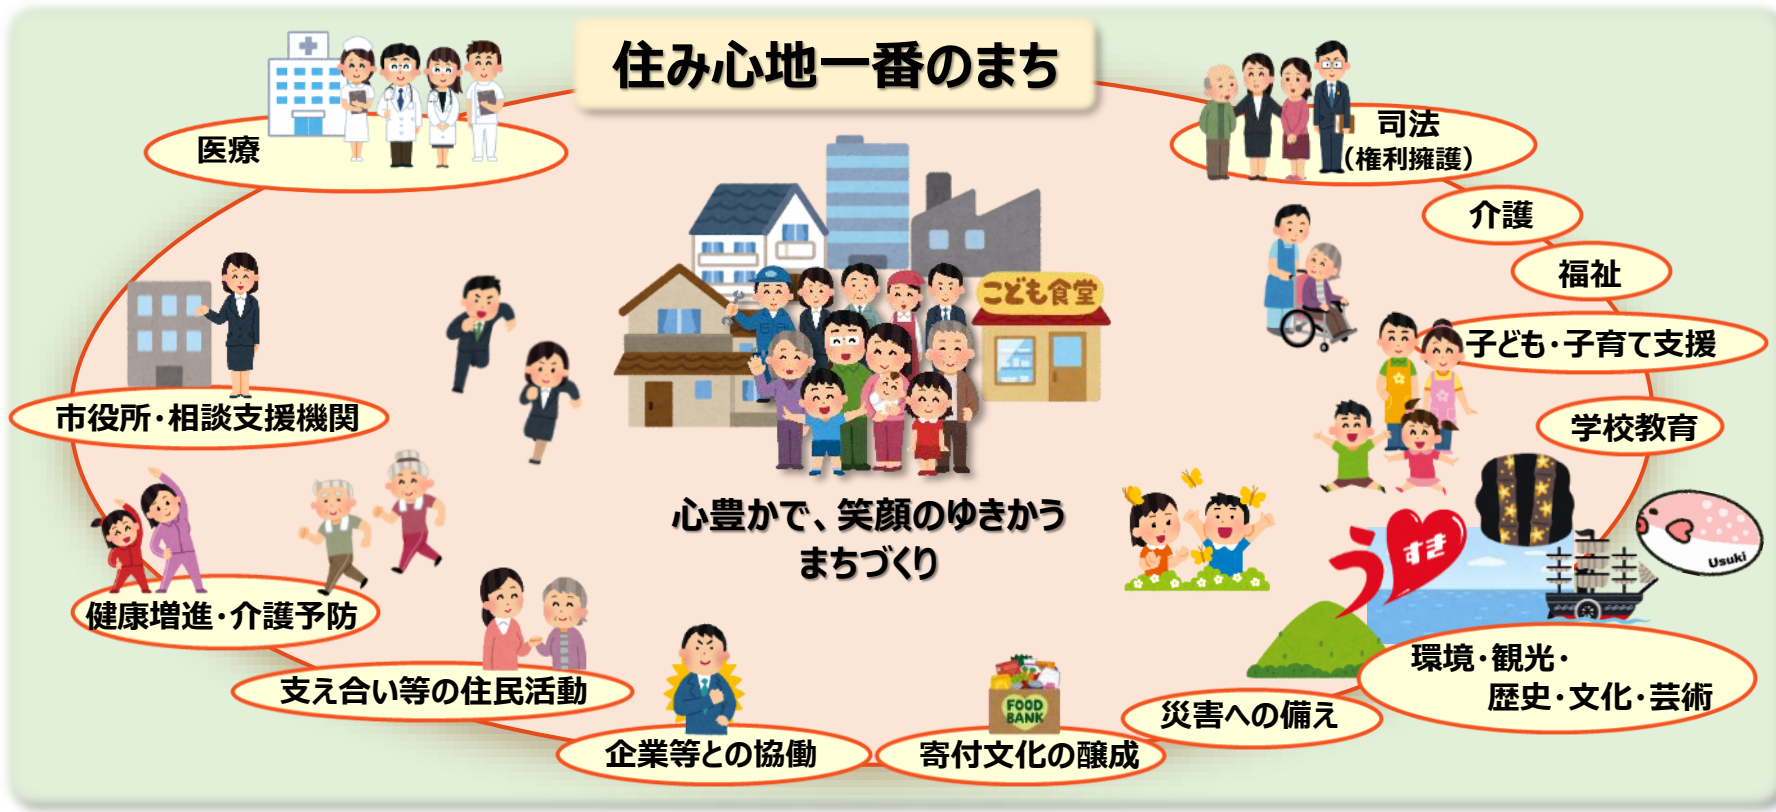 住み心地一番のまち
医療
司法
（権利擁護）
介護
福祉
こども食堂
子ども・子育て支援
市役所・相談支援機関
学校教育
心豊かで、笑顔のゆきかう
まちづくり
うすき
Usuki
健康増進・介護予防
環境・観光・
歴史・文化・芸術
支え合い等の住民活動
FOOD
BANK
災害への備え
企業等との協働
寄付文化の醸成